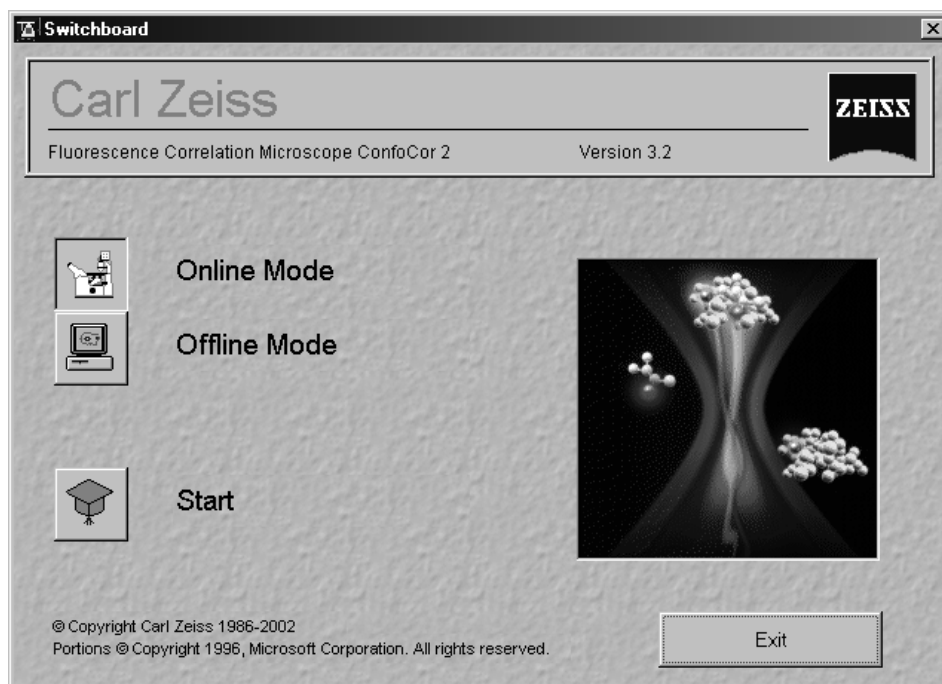 Switchboard
Carl Zeiss
ZEISS
Fluorescence Correlation Microscope ConfoCor 2 Version 3.2
Online Mode
Offline Mode
Start
© Copyright Carl Zeiss 1986-2002
Portions © Copyright 1996, Microsoft Corporation. All rights reserved.
Exit